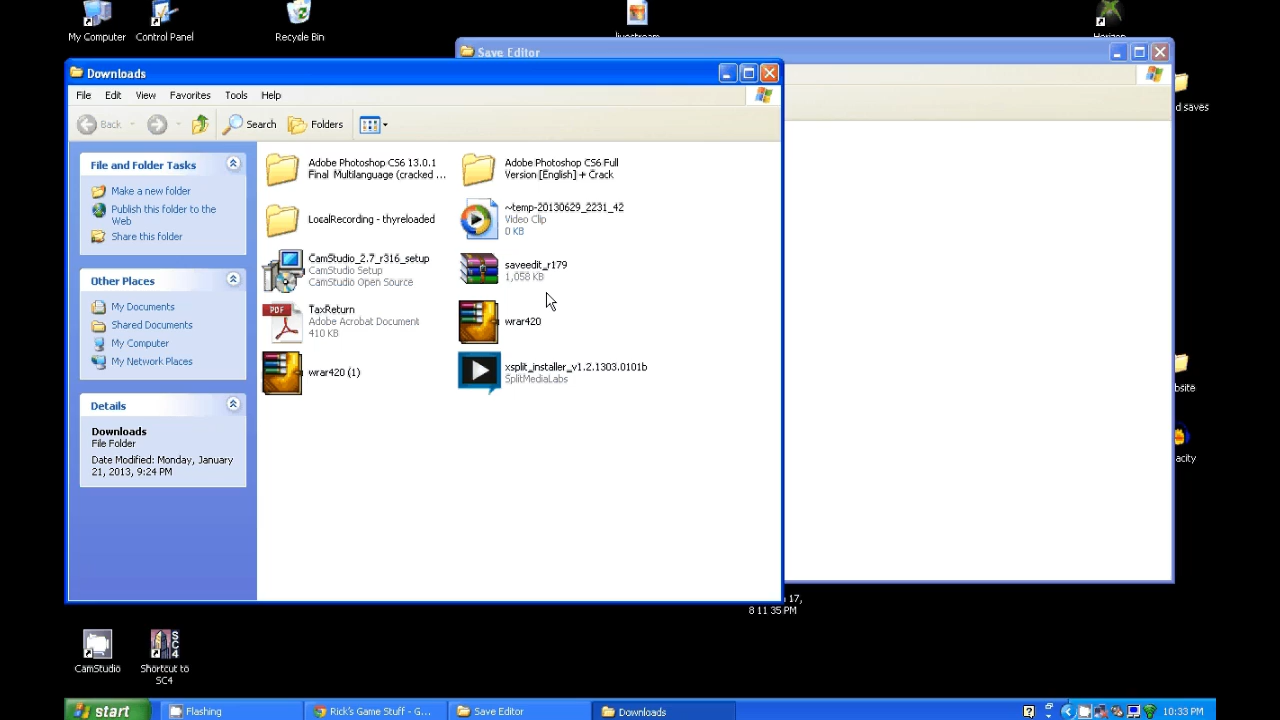 My Computer
Control Panel
Recycle Bin
livestream
Horizon
Save Editor
Downloads
File Edit View Favorites Tools Help
Back
Search
Folders
d saves
File and Folder Tasks
Make a new folder
Publish this folder to the
Web
Share this folder
Other Places
My Documents
Shared Documents
My Computer
My Network Places
Details
Downloads
File Folder
Date Modified: Monday, January
21, 2013, 9:24 PM
Adobe Photoshop CS6 13.0.1
Final Multilanguage (cracked ...
Adobe Photoshop CS6 Full
Version [English] + Crack
LocalRecording - thyreloaded
~temp-20130629_2231_42
Video Clip
0 KB
CamStudio_2.7_r316_setup
CamStudio Setup
CamStudio Open Source
saveedit_r179
1,058 KB
PDF
TaxReturn
Adobe Acrobat Document
410 KB
wrar420
wrar420 (1)
xsplit_installer_v1.2.1303.0101b
SplitMediaLabs
bsite
acity
17,
8 11 35 PM
CamStudio
SC4
Shortcut to
SC4
start
Flashing
Rick's Game Stuff - G...
Save Editor
Downloads
10:33 PM